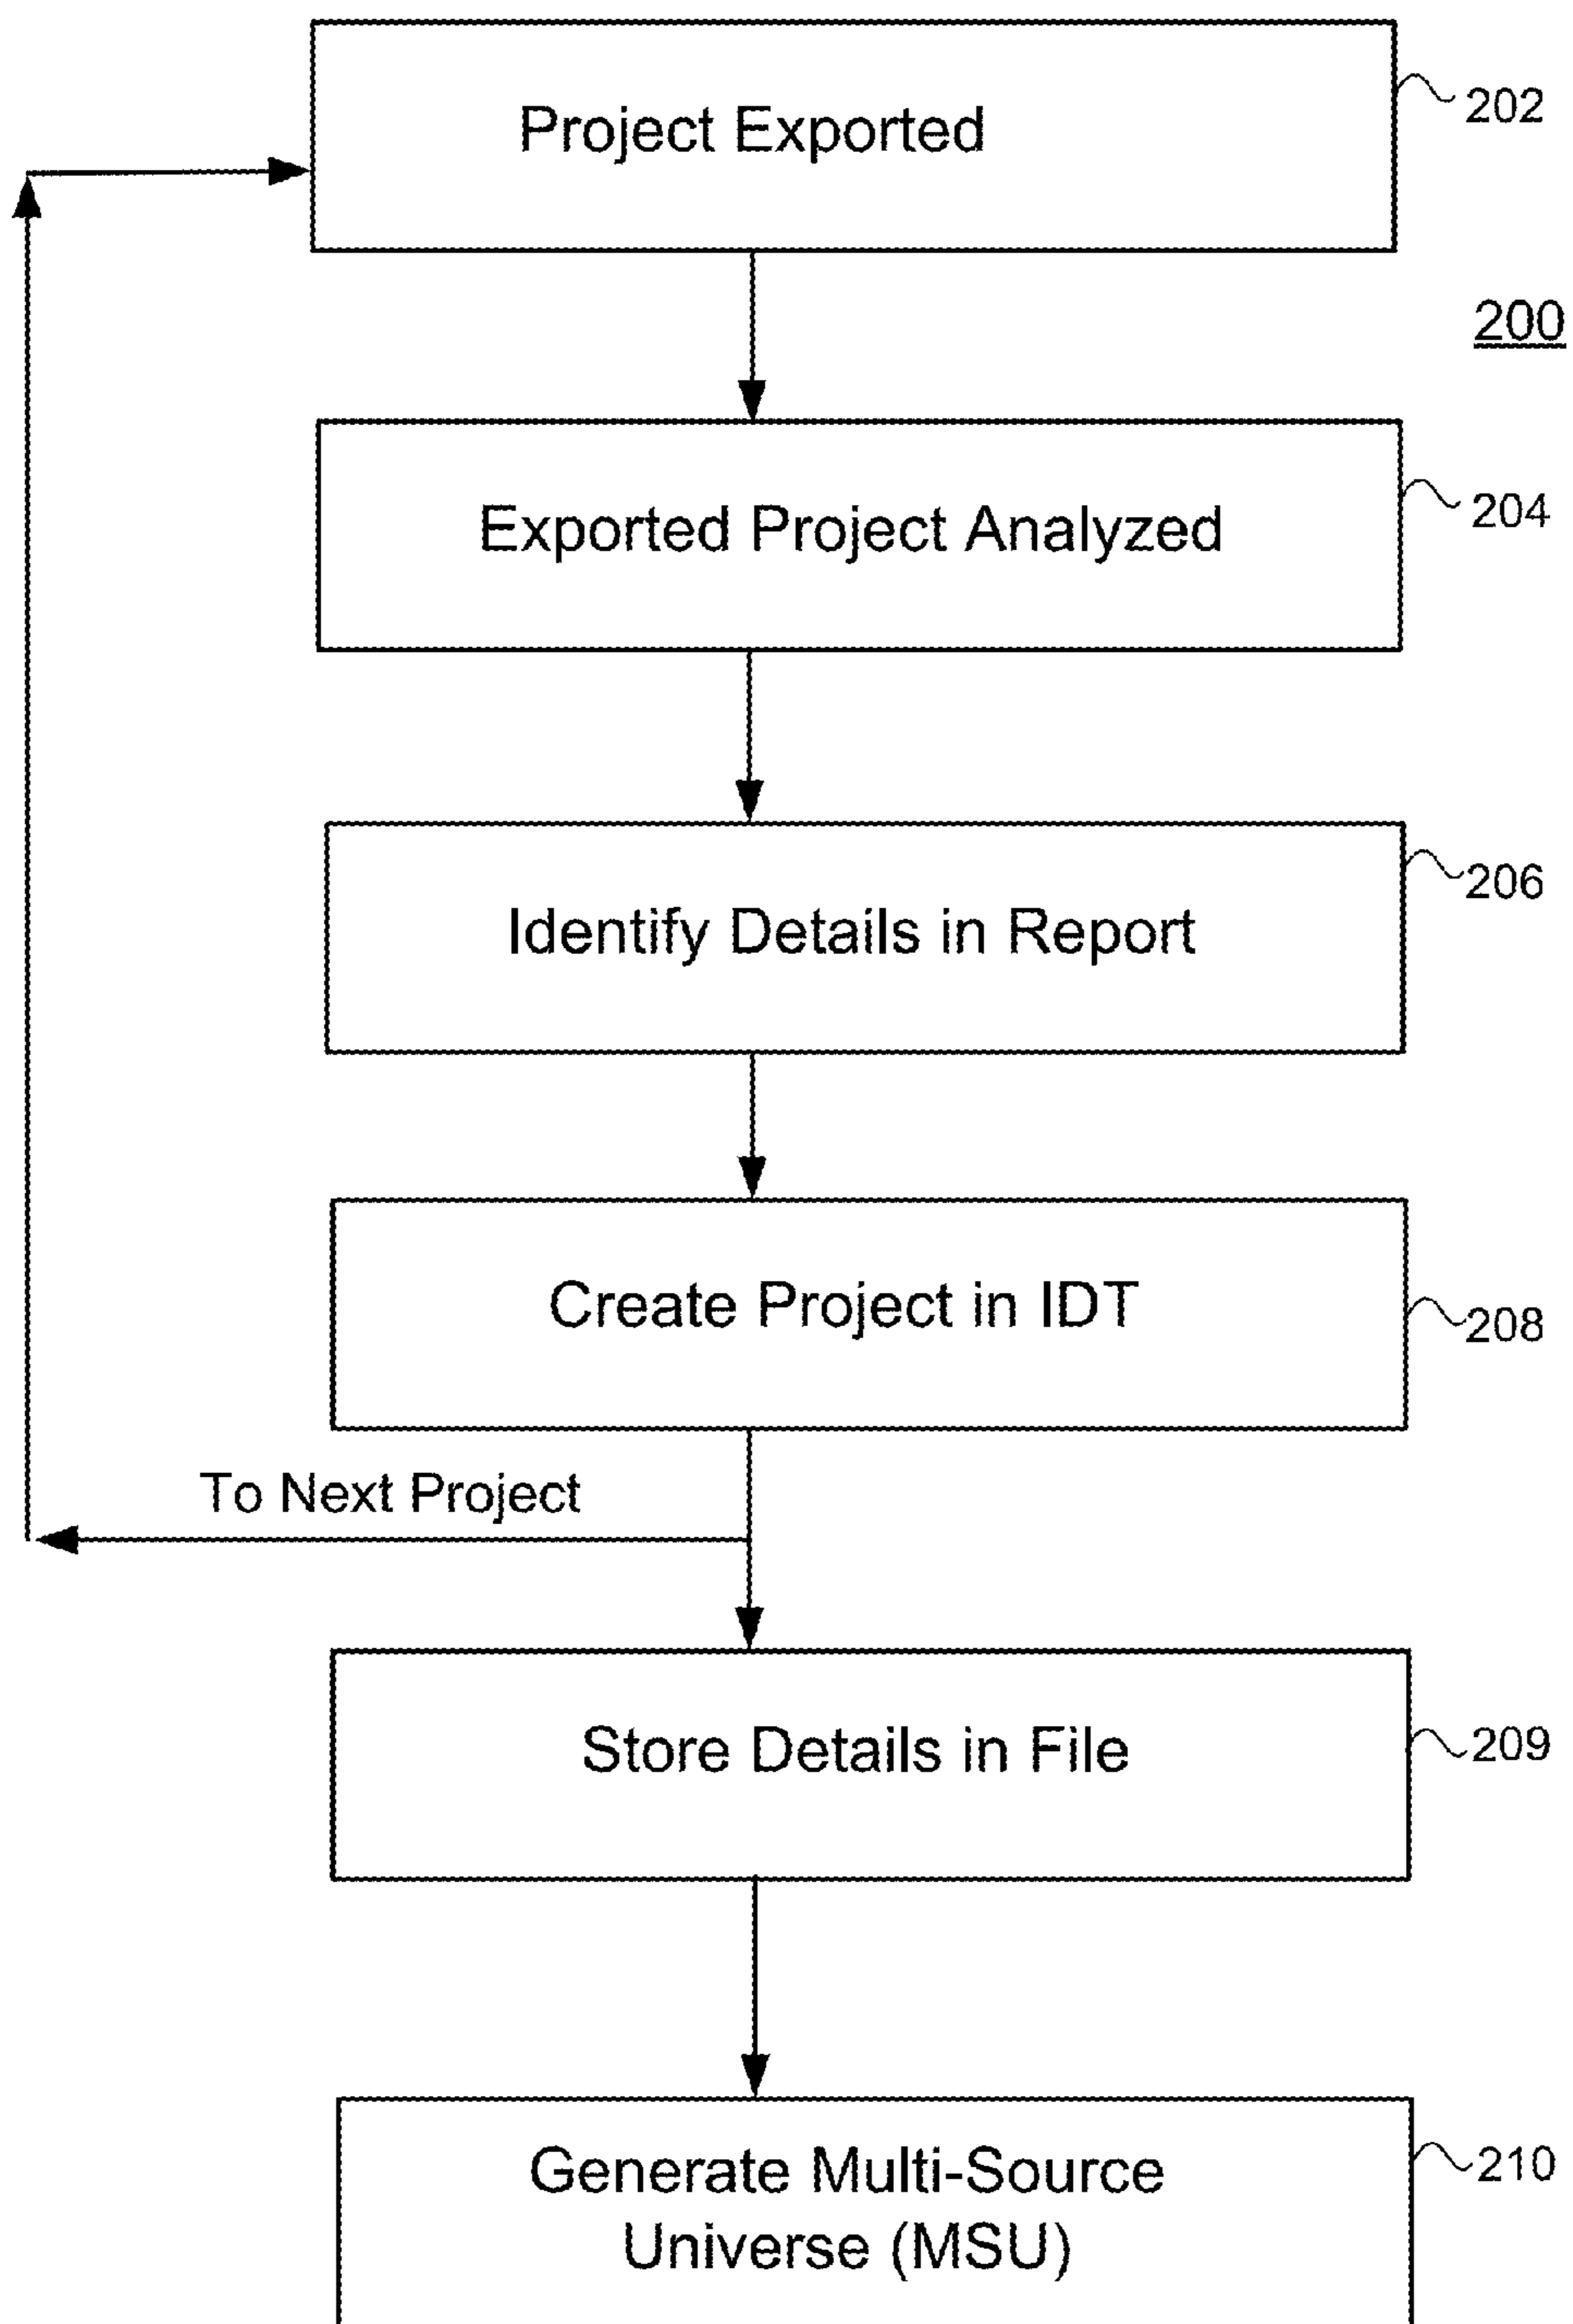 Project Exported
202
200
Exported Project Analyzed
204
Identify Details in Report
206
Create Project in IDT
208
To Next Project
Store Details in File
209
Generate Multi-Source
Universe (MSU)
210